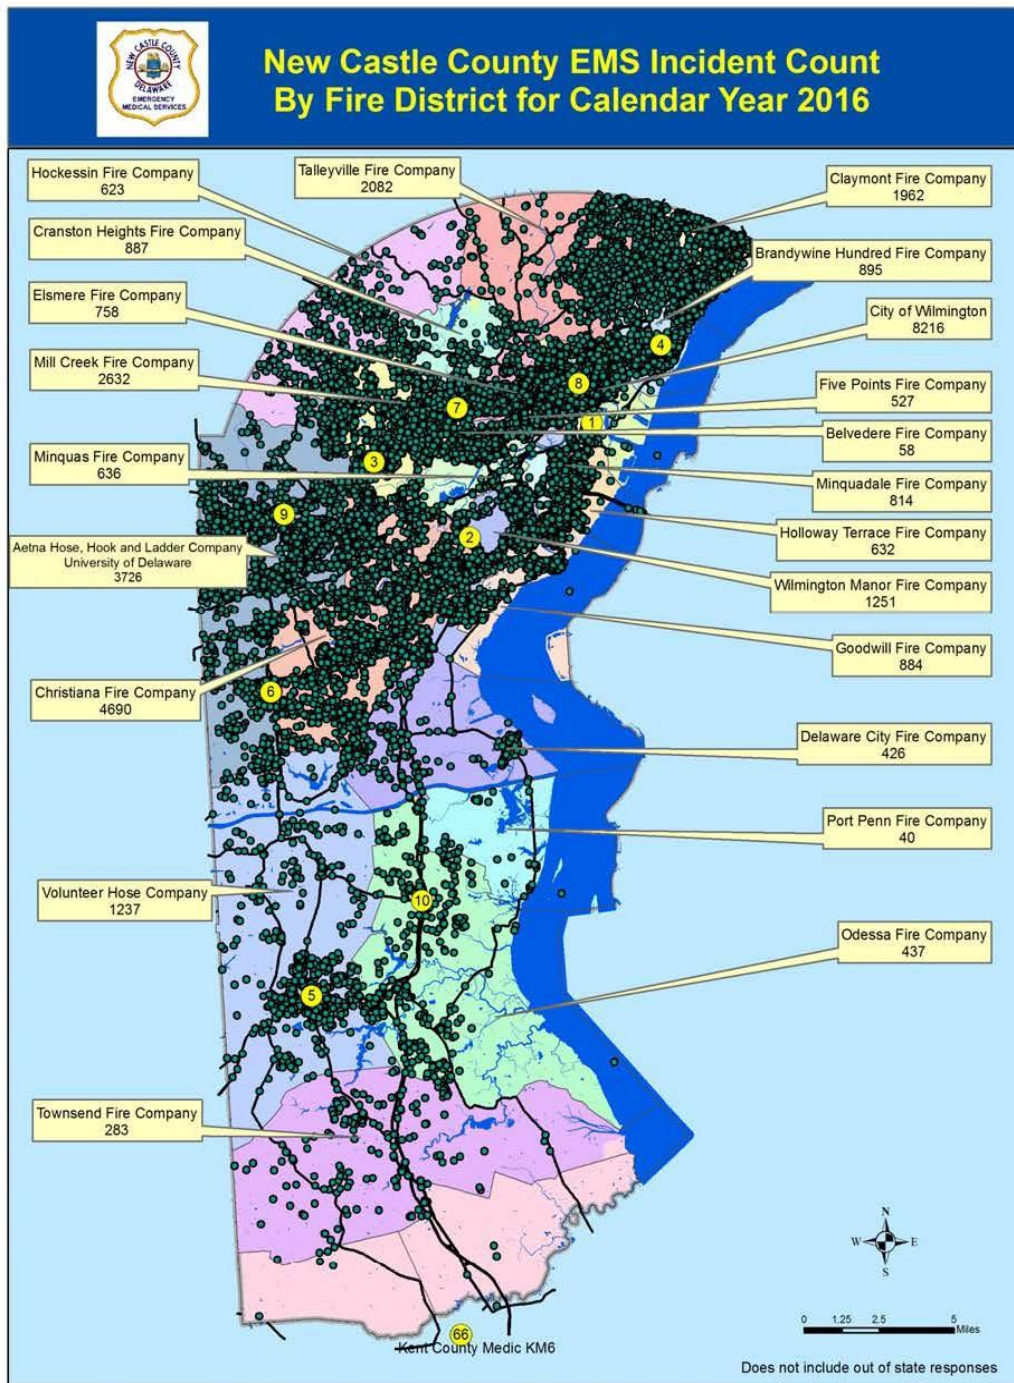 NEW CASTLE COUNTY
DELAWARE
EMERGENCY
MEDICAL SERVICES
New Castle County EMS Incident Count
By Fire District for Calendar Year 2016
Hockessin Fire Company
623
Talleyville Fire Company
2082
Claymont Fire Company
1962
Cranston Heights Fire Company
887
Brandywine Hundred Fire Company
895
Elsmere Fire Company
758
City of Wilmington
8216
Mill Creek Fire Company
2632
Five Points Fire Company
527
Belvedere Fire Company
58
Minquas Fire Company
636
Minquadale Fire Company
814
Holloway Terrace Fire Company
632
Aetna Hose, Hook and Ladder Company
University of Delaware
3726
Wilmington Manor Fire Company
1251
Goodwill Fire Company
884
Christiana Fire Company
4690
Delaware City Fire Company
426
Port Penn Fire Company
40
Volunteer Hose Company
1237
Odessa Fire Company
437
Townsend Fire Company
283
4
8
7
1
3
9
2
6
10
5
66
Kent County Medic KM6
N
W E
S
0 1.25 2.5 5
Miles
Does not include out of state responses